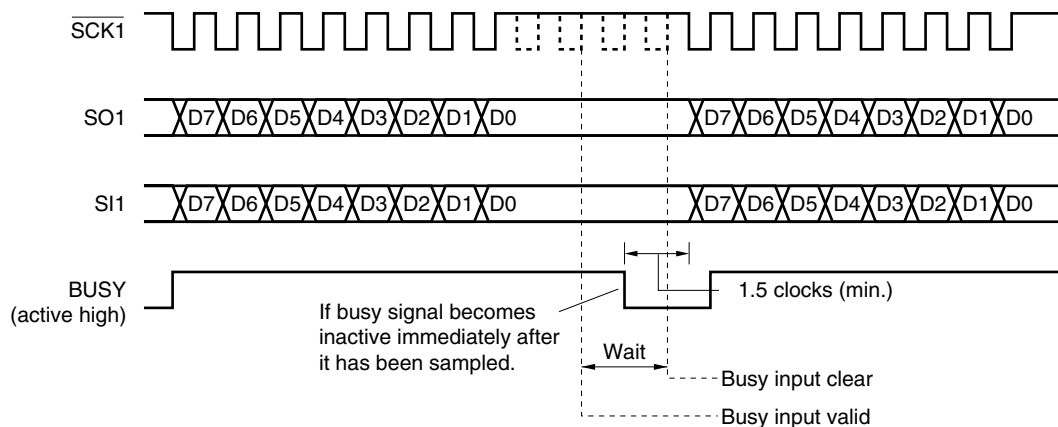 SCK1
SO1
D7 D6 D5 D4 D3 D2 D1 D0 D7 D6 D5 D4 D3 D2 D1 D0
SI1
D7 D6 D5 D4 D3 D2 D1 D0 D7 D6 D5 D4 D3 D2 D1 D0
BUSY
(active high)
1.5 clocks (min.)
If busy signal becomes
inactive immediately after
it has been sampled.
Wait
Busy input clear
Busy input valid